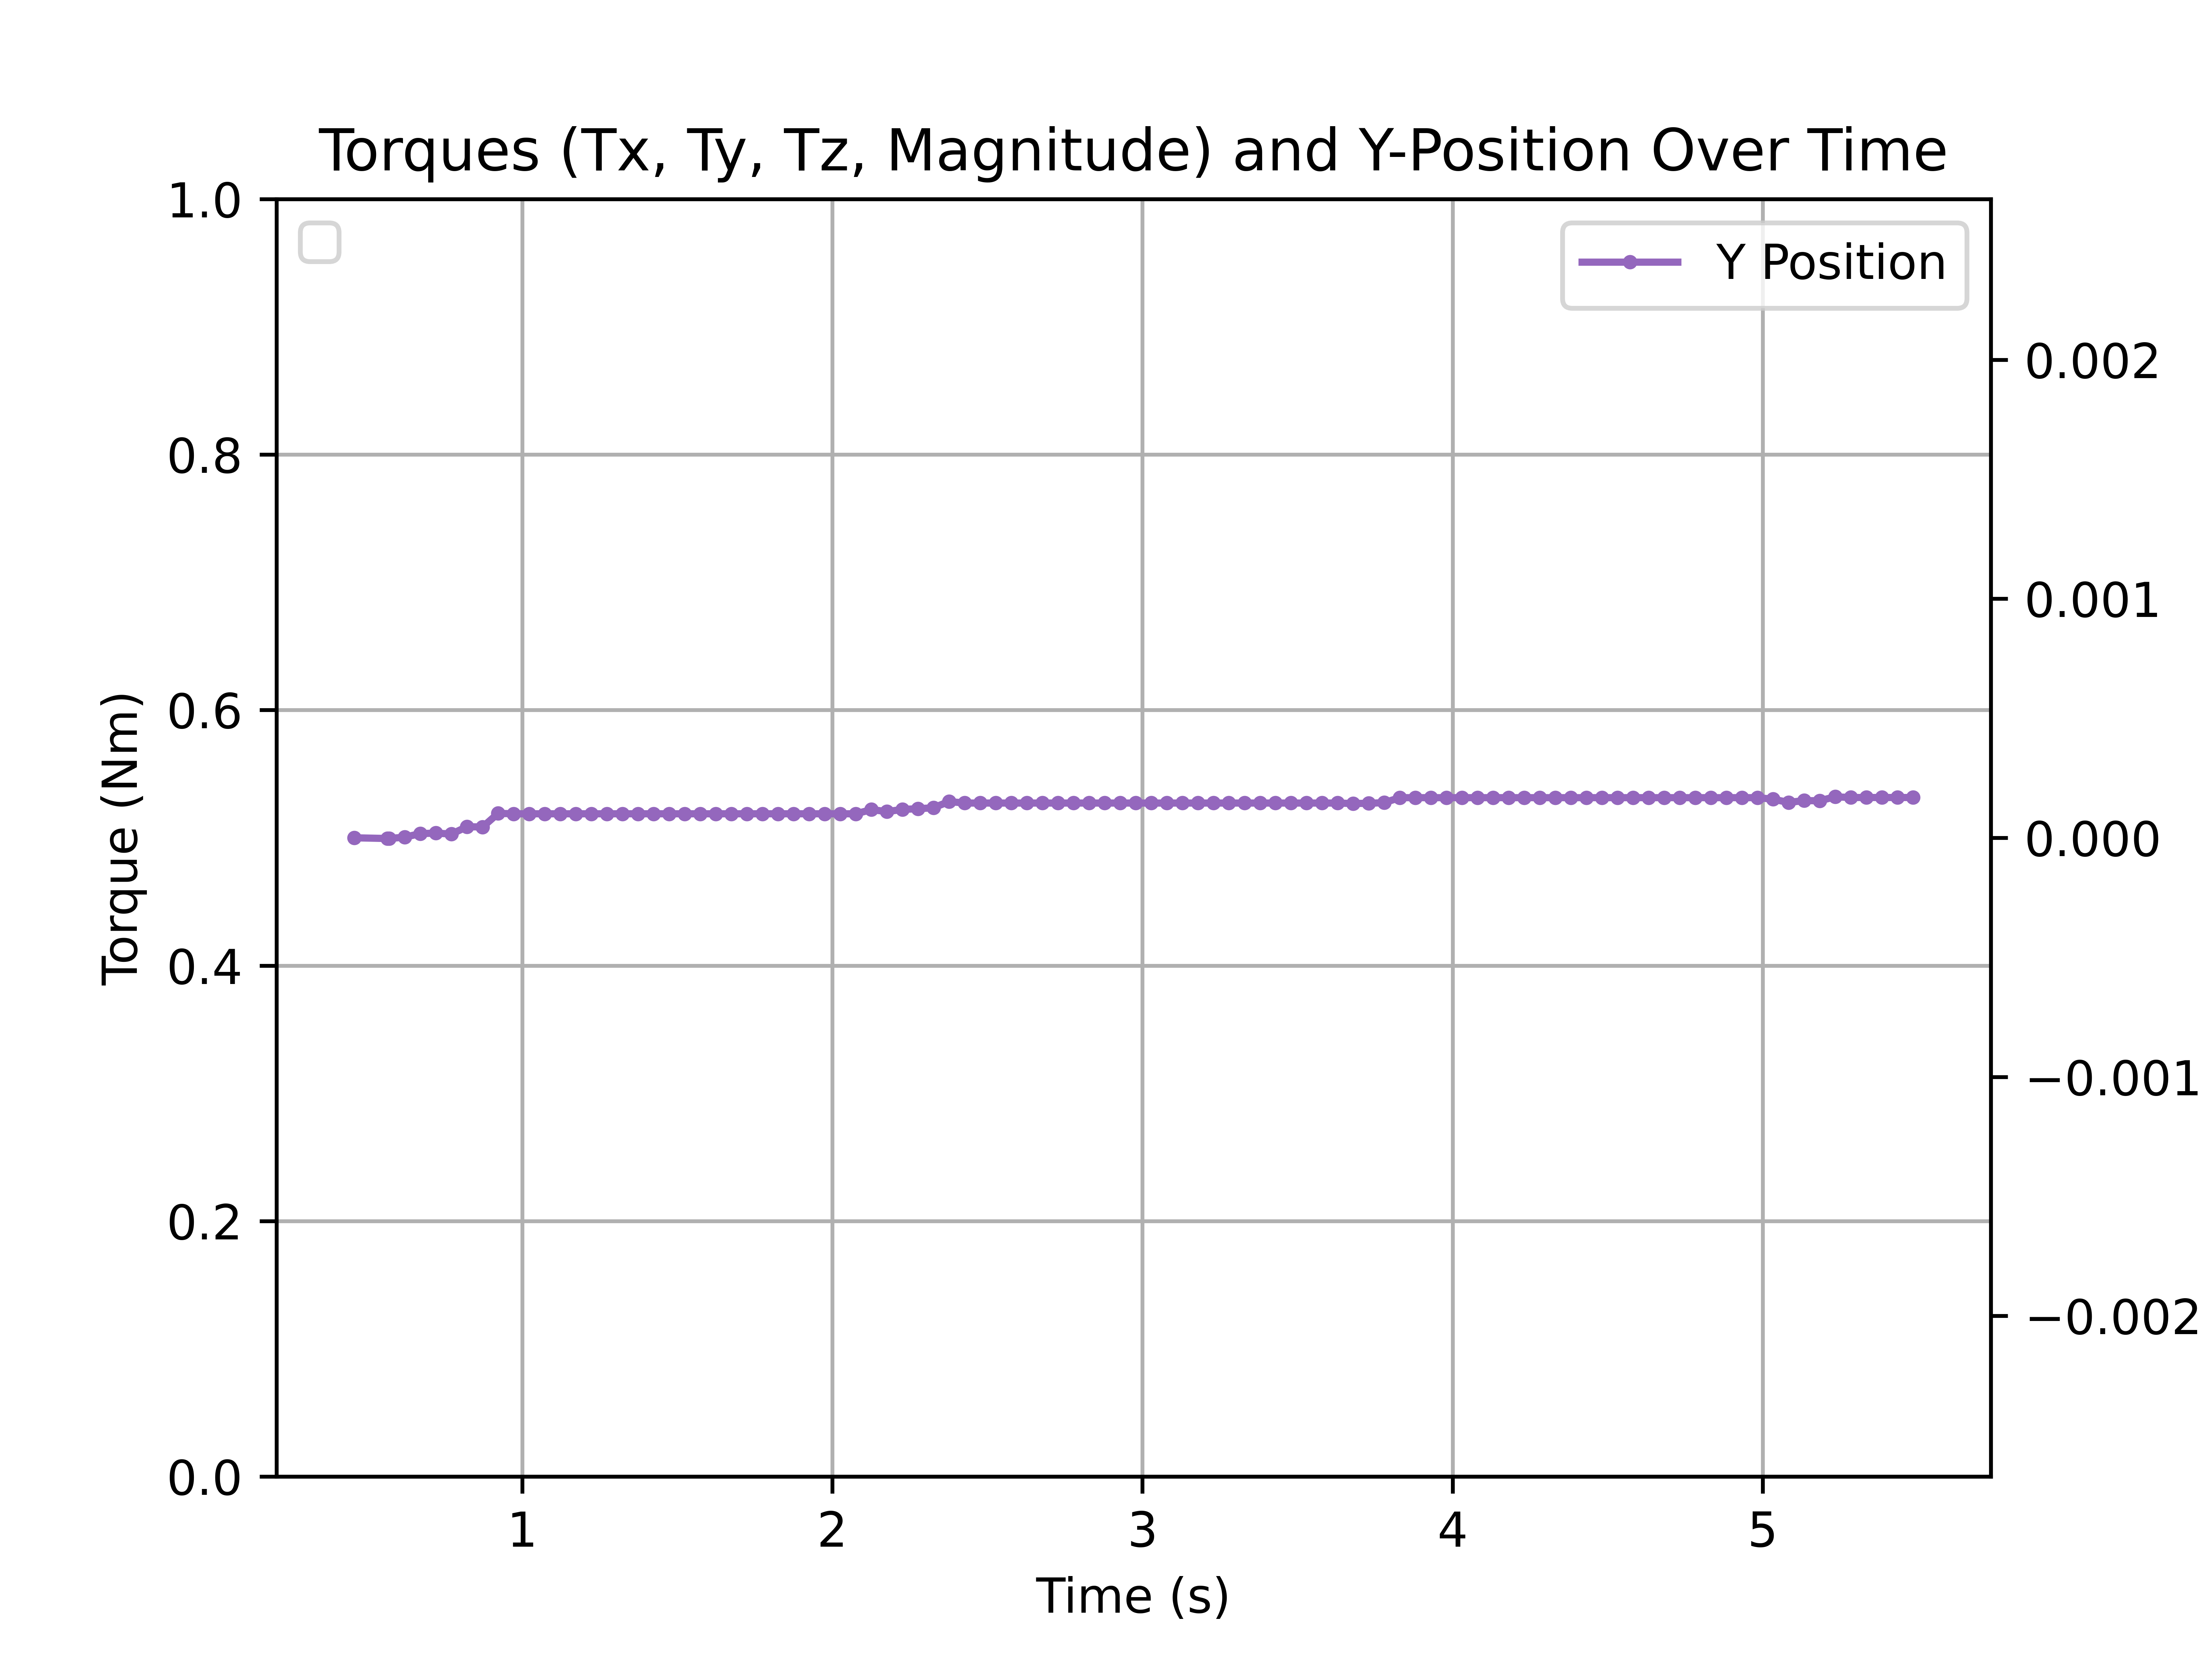 Torques (Tx, Ty, Tz, Magnitude) and Y-Position Over Time
1.0
0.8
0.6
0.4
0.2
0.0
Torque (Nm)
Y Position
0.002
0.001
0.000
−0.001
−0.002
1 2 3 4 5
Time (s)